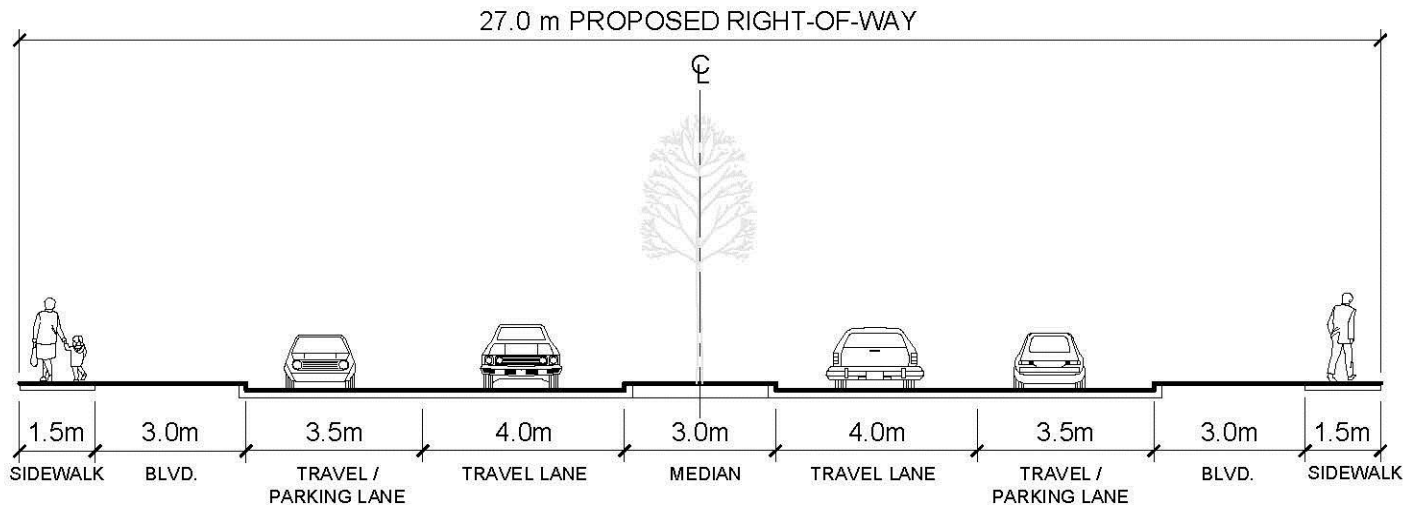 27.0 m PROPOSED RIGHT-OF-WAY
CL
1.5m 3.0m 3.5m 4.0m 3.0m 4.0m 3.5m 3.0m 1.5m
SIDEWALK BLVD. TRAVEL / TRAVEL LANE MEDIAN TRAVEL LANE TRAVEL / BLVD. SIDEWALK
PARKING LANE PARKING LANE